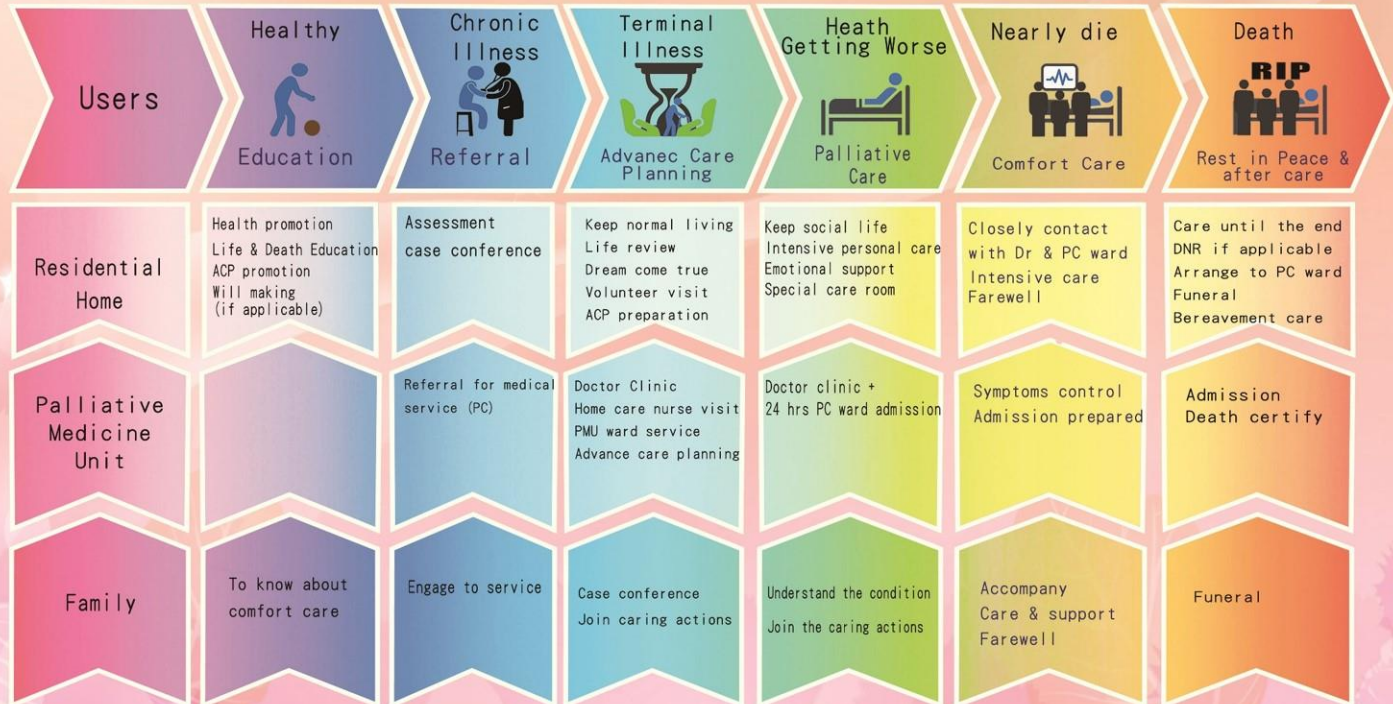 Users
Healthy
Education
Chronic
Illness
Referral
Terminal
Illness
Advanec Care
Planning
Heath
Getting Worse
Palliative
Care
Nearly die
Comfort Care
Death
RIP
Rest in Peace &
after care
Residential
Home
Health promotion
Life & Death Education
ACP promotion
Will making
(if applicable)
Assessment
case conference
Keep normal living
Life review
Dream come true
Volunteer visit
ACP preparation
Keep social life
Intensive personal care
Emotional support
Special care room
Closely contact
with Dr & PC ward
Intensive care
Farewell
Care until the end
DNR if applicable
Arrange to PC ward
Funeral
Bereavement care
Palliative
Medicine
Unit
Referral for medical
service (PC)
Doctor Clinic
Home care nurse visit
PMU ward service
Advance care planning
Doctor clinic +
24 hrs PC ward admission
Symptoms control
Admission prepared
Admission
Death certify
Family
To know about
comfort care
Engage to service
Case conference
Join caring actions
Understand the condition
Join the caring actions
Accompany
Care & support
Farewell
Funeral